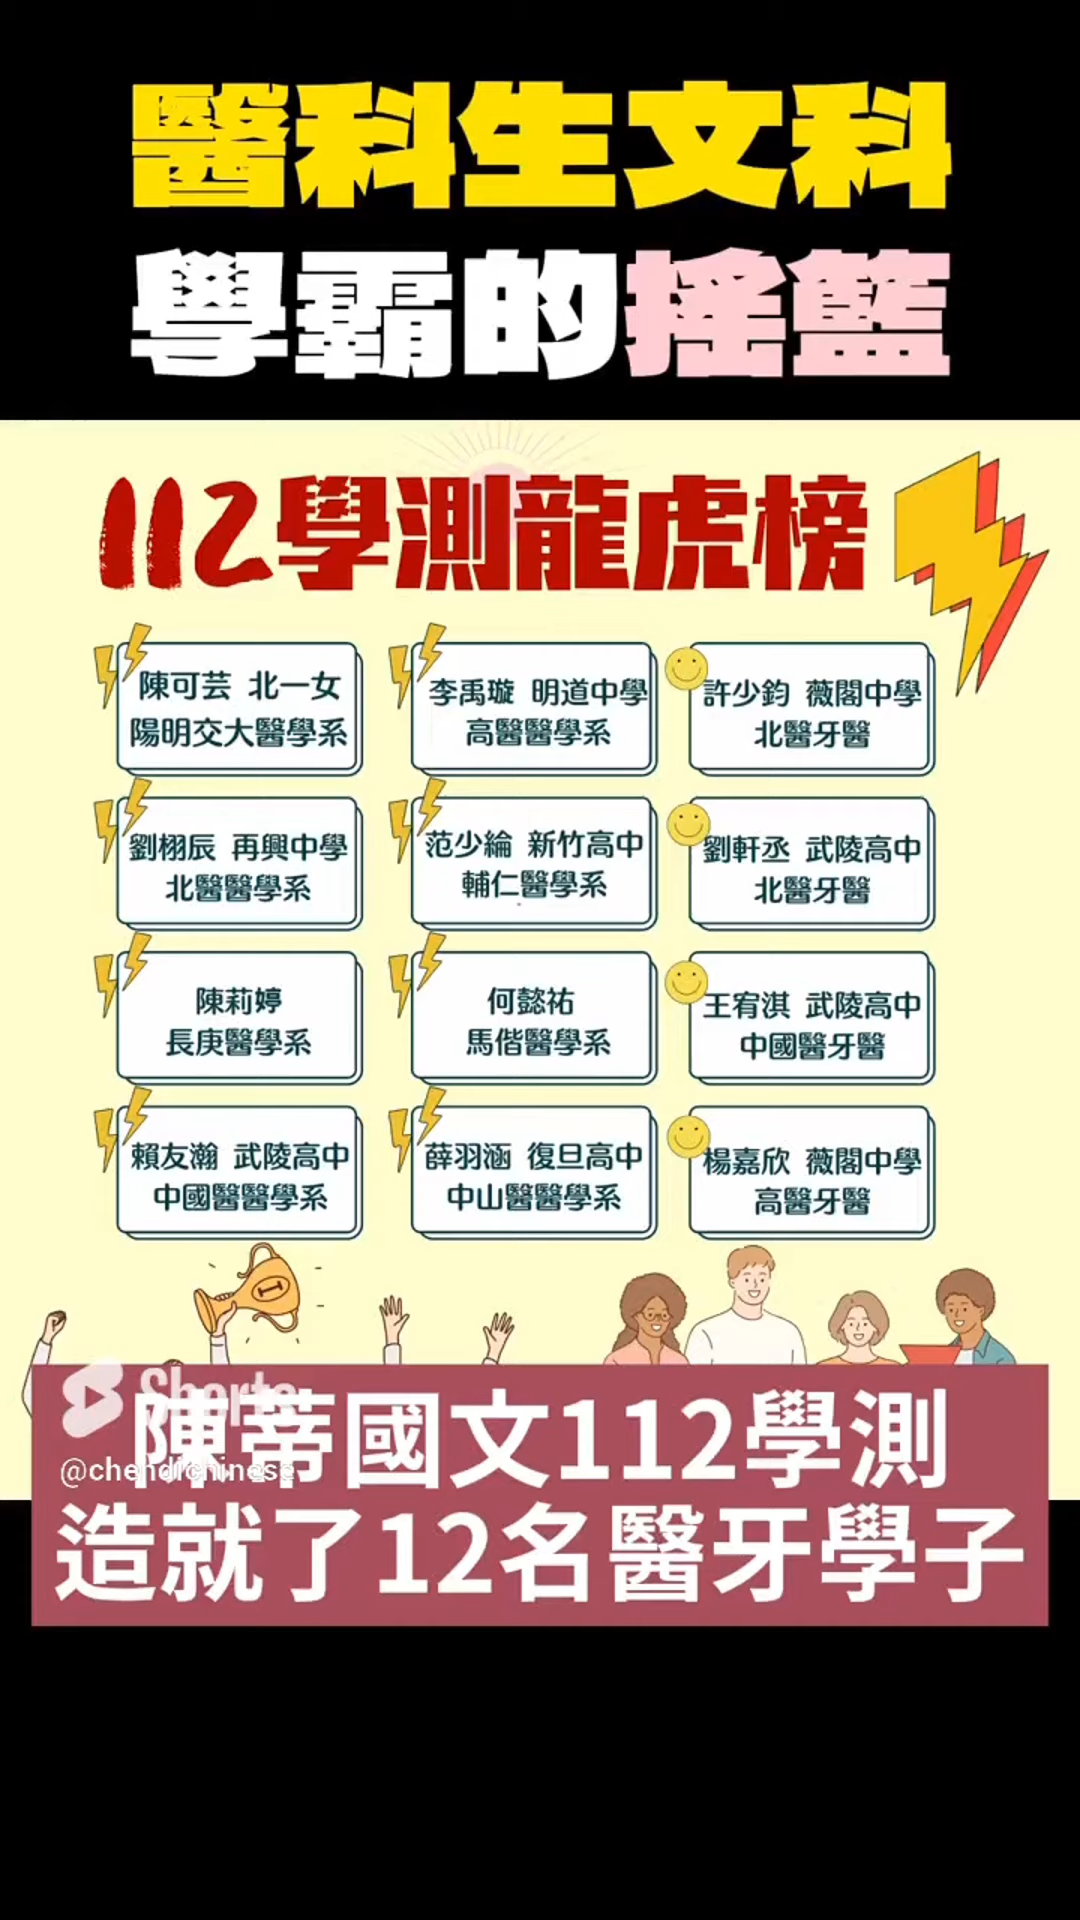 醫科生文科
學霸的搖籃
112學測龍虎榜
陳可芸 北一女
陽明交大醫學系
李禹璇 明道中學
高醫醫學系
許少鈞 薇閣中學
北醫牙醫
劉栩辰 再興中學
北醫醫學系
范少綸 新竹高中
輔仁醫學系
劉軒丞 武陵高中
北醫牙醫
陳莉婷
長庚醫學系
何懿祐
馬偕醫學系
王宥淇 武陵高中
中國醫牙醫
賴友瀚 武陵高中
中國醫醫學系
薛羽涵 復旦高中
中山醫醫學系
楊嘉欣 薇閣中學
高醫牙醫
Shorts
@chendichinese
陳蒂國文112學測
造就了12名醫牙學子